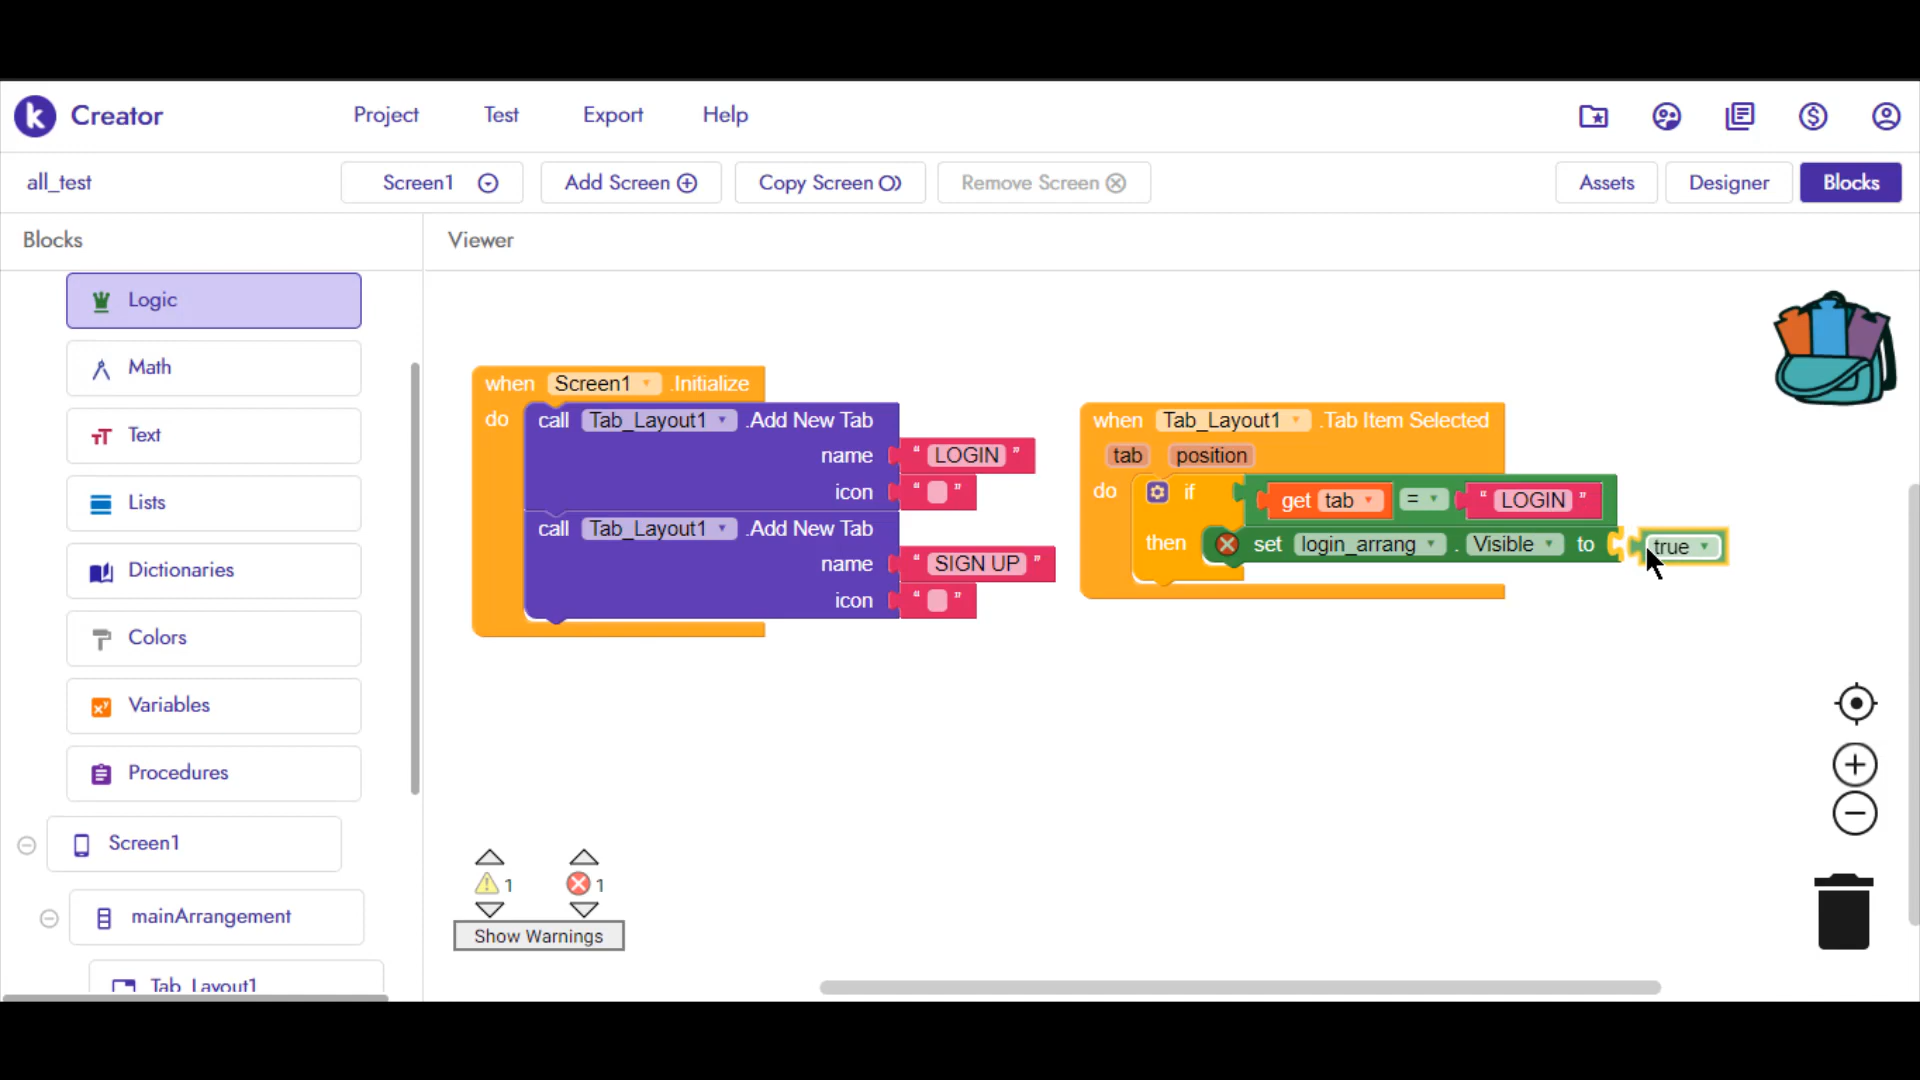 k Creator Project Test Export Help
all_test Screen1 Add Screen Copy Screen Remove Screen Assets Designer Blocks
Blocks
Viewer
Logic
Math
Text
Lists
Dictionaries
Colors
Variables
Procedures
Screen1
mainArrangement
Tab_Layout1
when Screen1 .Initialize
do call Tab_Layout1 .Add New Tab
name “ LOGIN ”
icon “ ”
call Tab_Layout1 .Add New Tab
name “ SIGN UP ”
icon “ ”
when Tab_Layout1 .Tab Item Selected
tab position
do if get tab = “ LOGIN ”
then set login_arrang . Visible to true
1 1
Show Warnings